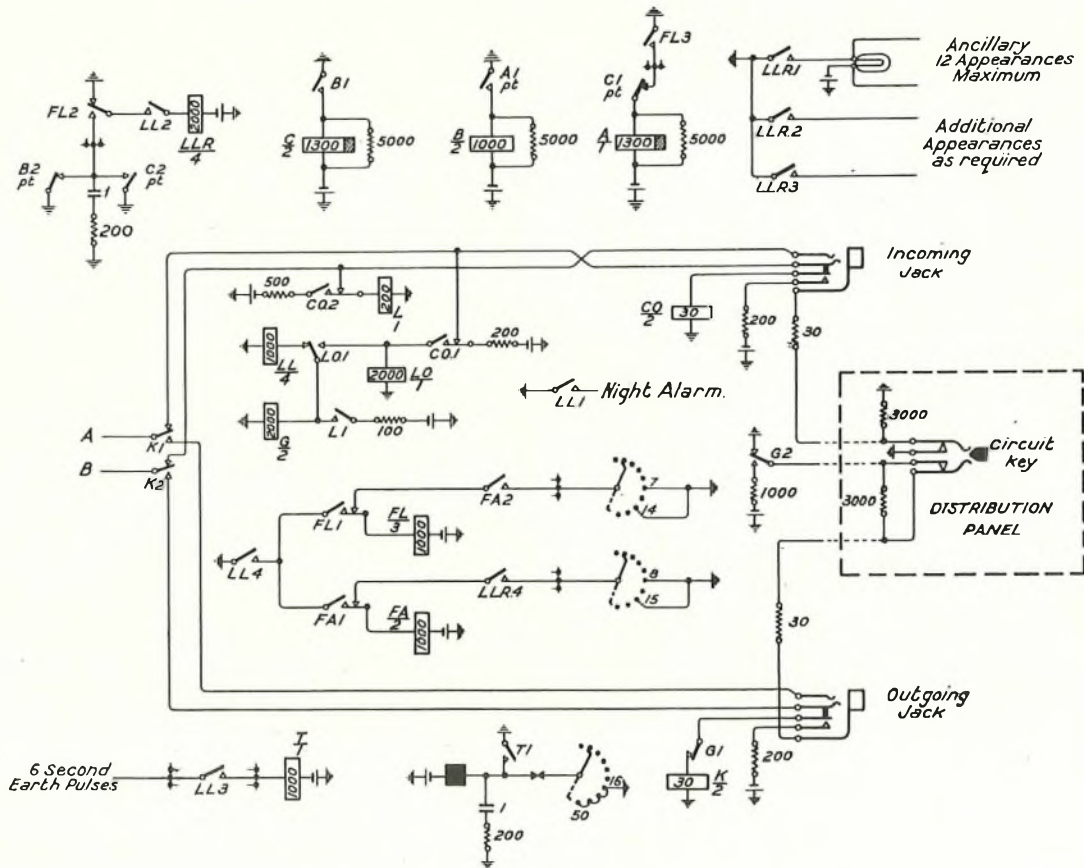 FL3
LLR1
Ancillary
12 Appearances
Maximum
A1
pt
B1
C1
pt
FL2
LL2
2000
LLR
4
C
2
1300
5000
B
2
1000
5000
A
1
1300
5000
LLR2
Additional
Appearances
as required
LLR3
B2
pt
C2
pt
1
200
Incoming
Jack
500
CO2
200
L
1
CO
2
30
200
30
1000
LL
4
LO1
CO1
200
2000
LO
1
LL1
Night Alarm.
2000
G
2
L1
100
3000
Circuit
key
A
K1
B
K2
G2
1000
3000
DISTRIBUTION
PANEL
FA2
7
14
FL1
FL
3
1000
LL4
LLR4
8
15
FA1
FA
2
1000
30
Outgoing
Jack
6 Second
Earth Pulses
LL3
T
1
1000
T1
16
50
1
200
G1
30
K
2
200